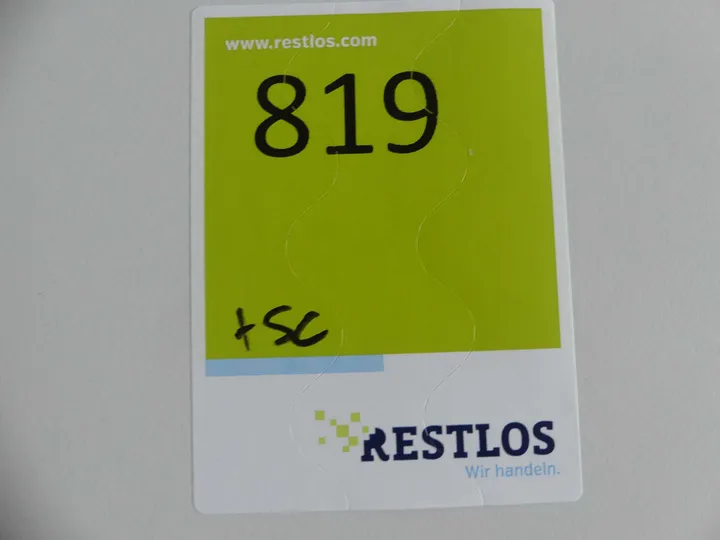 www.restlos.com
819
+ SC
RESTLOS
Wir handeln.